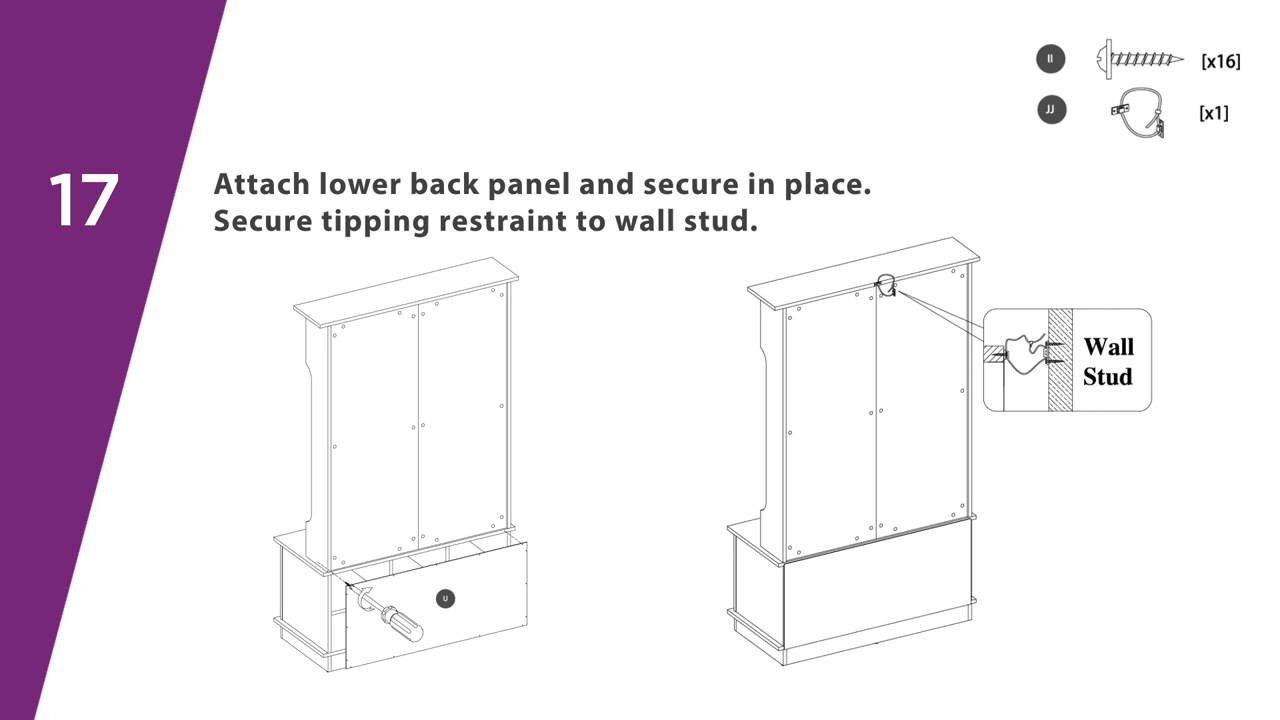 II [x16]
JJ [x1]
17
Attach lower back panel and secure in place.
Secure tipping restraint to wall stud.
Wall
Stud
U